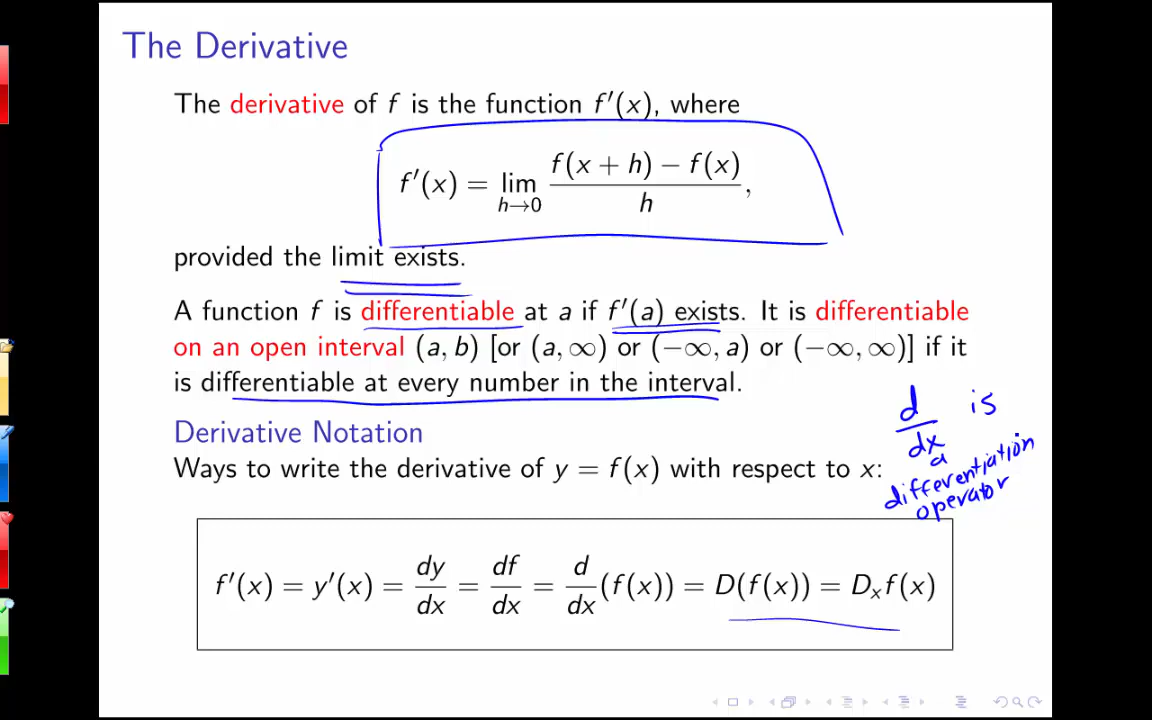 The Derivative
The derivative of f is the function f′(x), where
f′(x) = lim h→0 f(x + h) − f(x) / h,
provided the limit exists.
A function f is differentiable at a if f′(a) exists. It is differentiable
on an open interval (a, b) [or (a, ∞) or (−∞, a) or (−∞, ∞)] if it
is differentiable at every number in the interval.
d/dx is
a
differentiation
operator
Derivative Notation
Ways to write the derivative of y = f(x) with respect to x:
f′(x) = y′(x) = dy/dx = df/dx = d/dx (f(x)) = D(f(x)) = Dₓf(x)